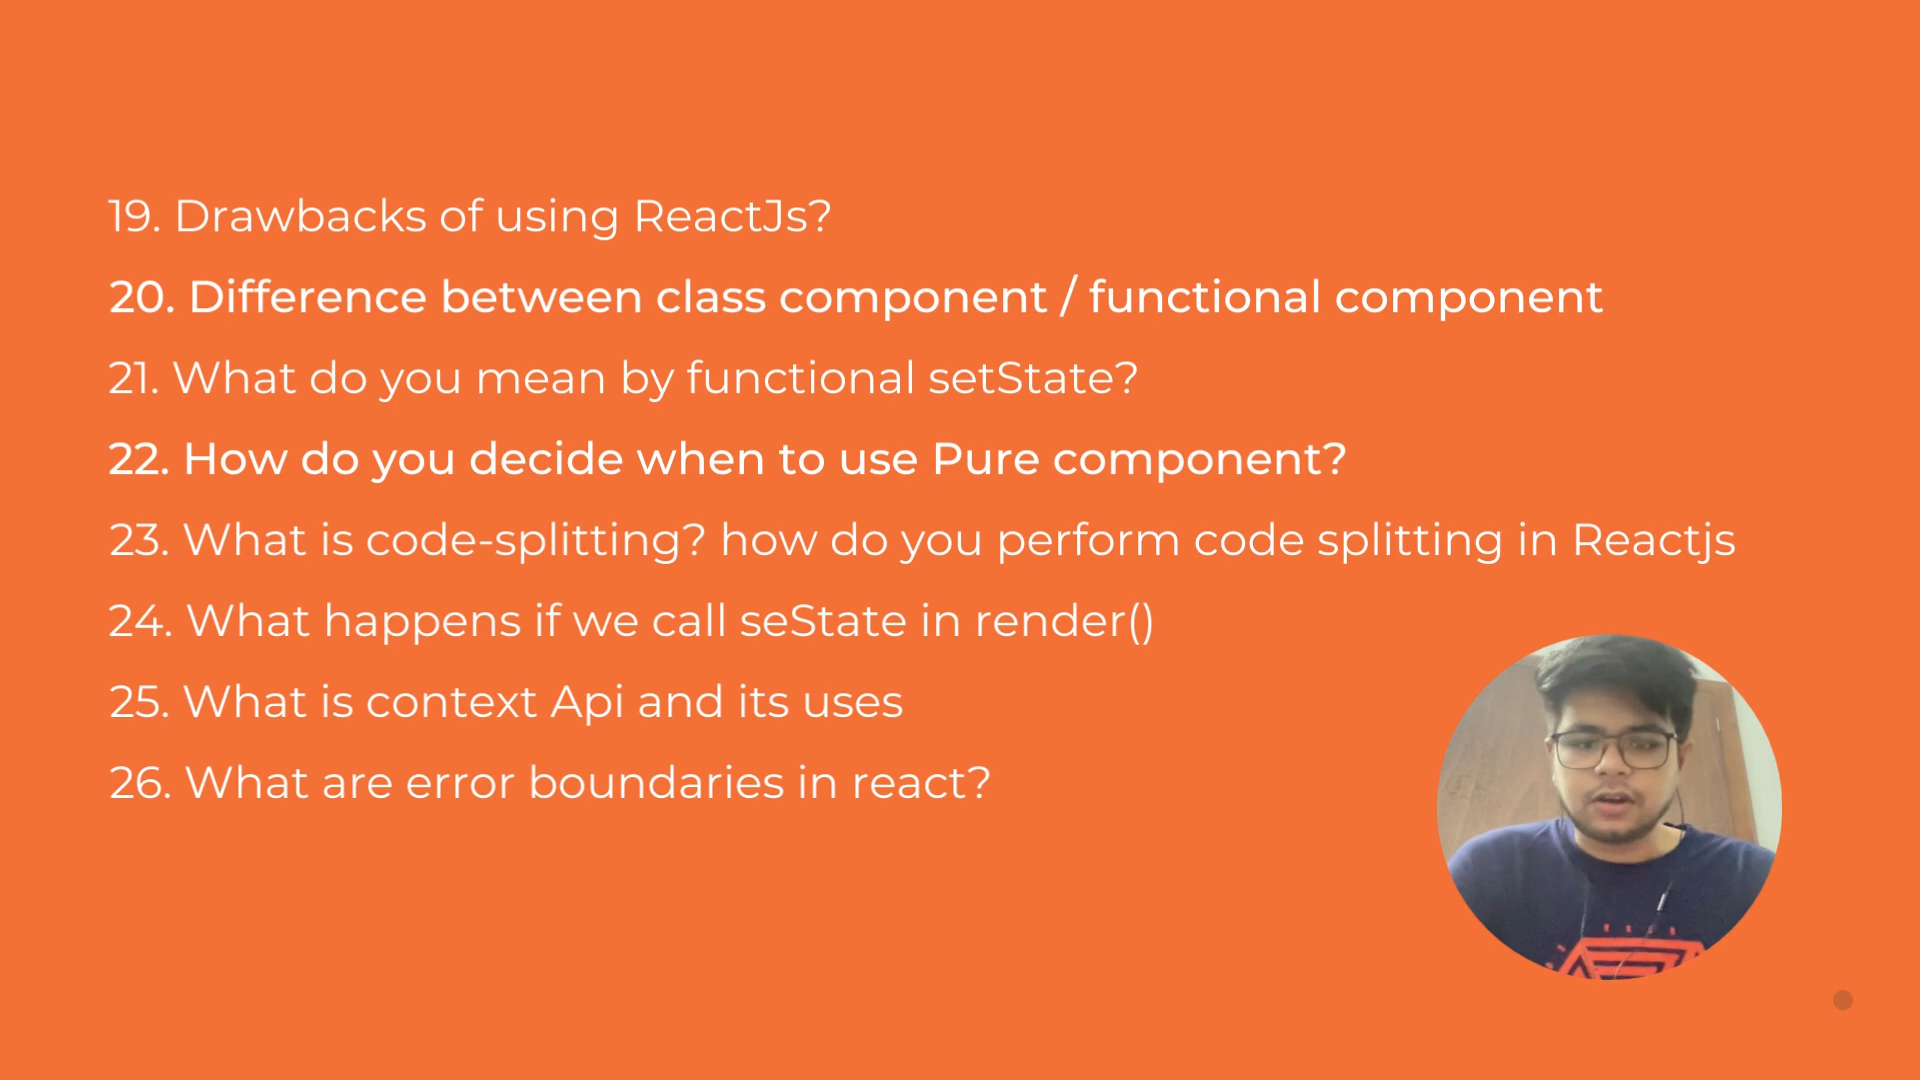 19. Drawbacks of using ReactJs?
20. Difference between class component / functional component
21. What do you mean by functional setState?
22. How do you decide when to use Pure component?
23. What is code-splitting? how do you perform code splitting in Reactjs
24. What happens if we call seState in render()
25. What is context Api and its uses
26. What are error boundaries in react?